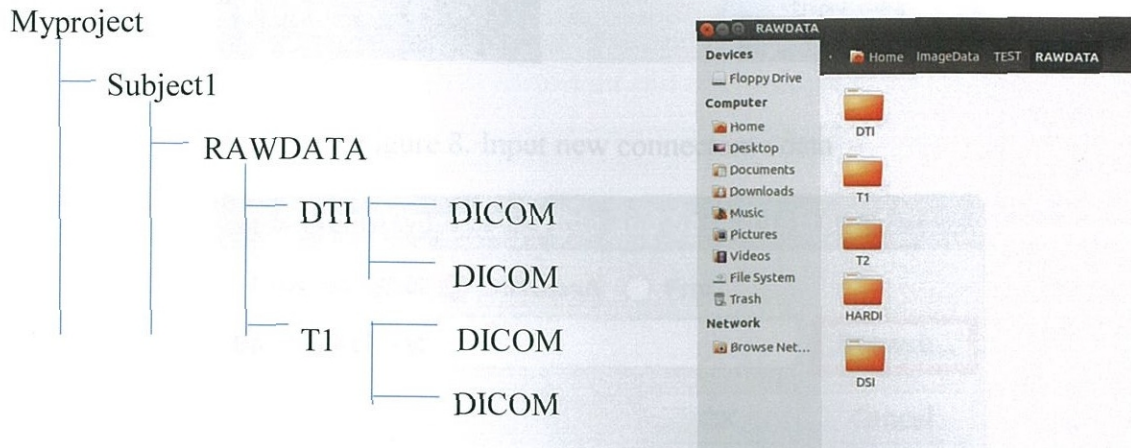 Myproject
Subject1
RAWDATA
DTI DICOM
DICOM
T1 DICOM
DICOM
RAWDATA
Devices
Floppy Drive
Computer
Home
Desktop
Documents
Downloads
Music
Pictures
Videos
File System
Trash
Network
Browse Net...
Home ImageData TEST RAWDATA
DTI
T1
T2
HARDI
DSI
8. Input new